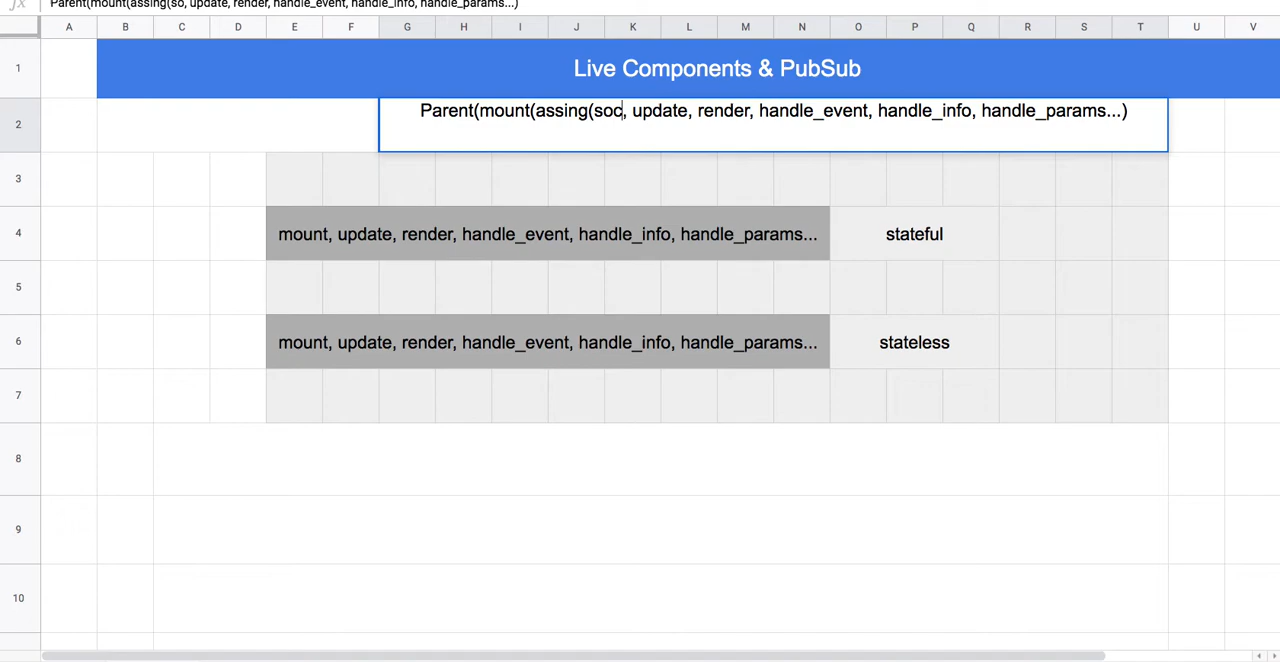 fx Parent(mount(assing(so, update, render, handle_event, handle_info, handle_params...)
A B C D E F G H I J K L M N O P Q R S T U V
1 Live Components & PubSub
2 Parent(mount(assing(soc, update, render, handle_event, handle_info, handle_params...)
3
4 mount, update, render, handle_event, handle_info, handle_params... stateful
5
6 mount, update, render, handle_event, handle_info, handle_params... stateless
7
8
9
10